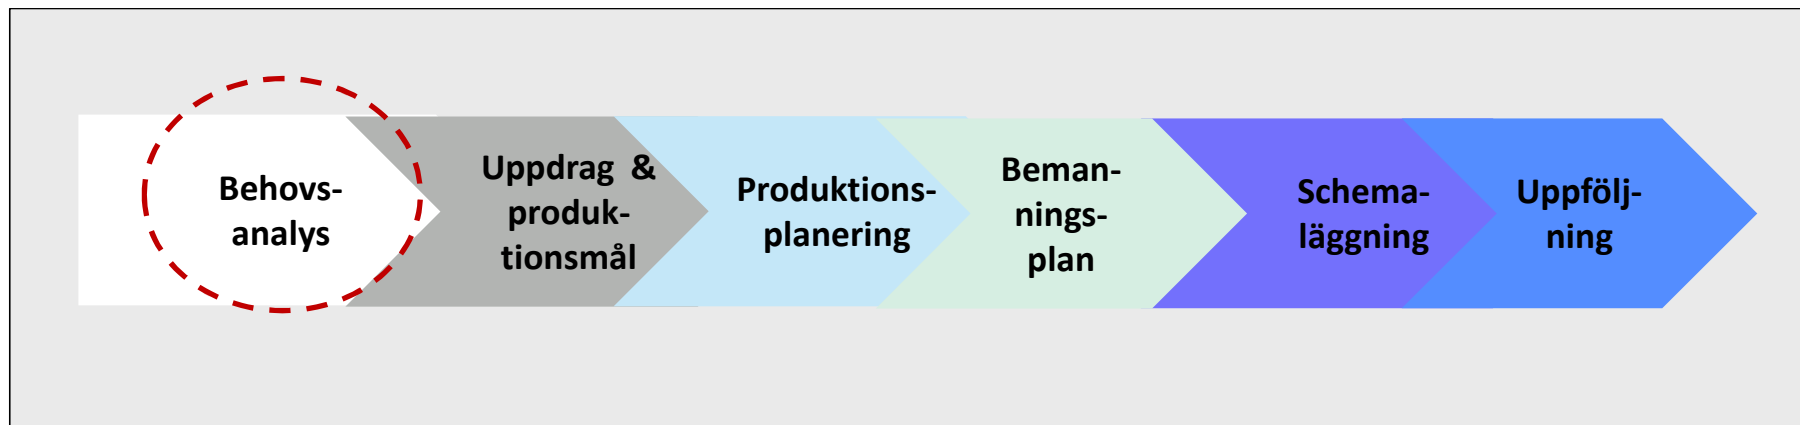 Behovs-
analys
Uppdrag &
produk-
tionsmål
Produktions-
planering
Beman-
nings-
plan
Schema-
läggning
Uppfölj-
ning